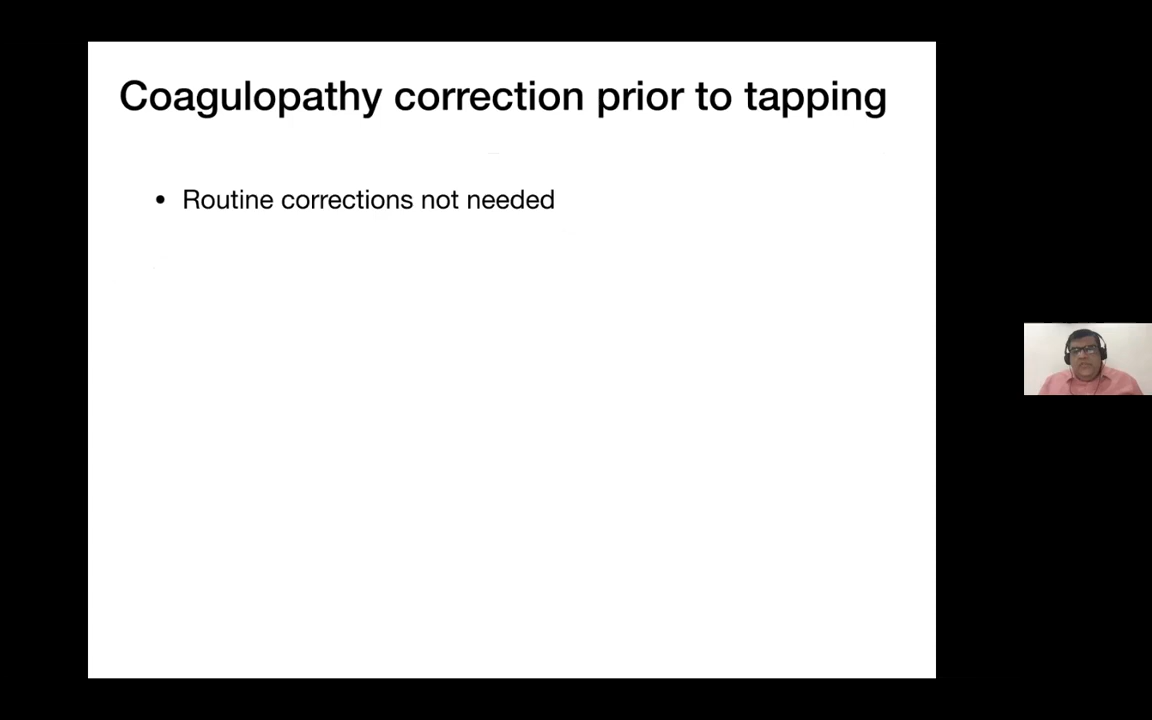 Coagulopathy correction prior to tapping
• Routine corrections not needed